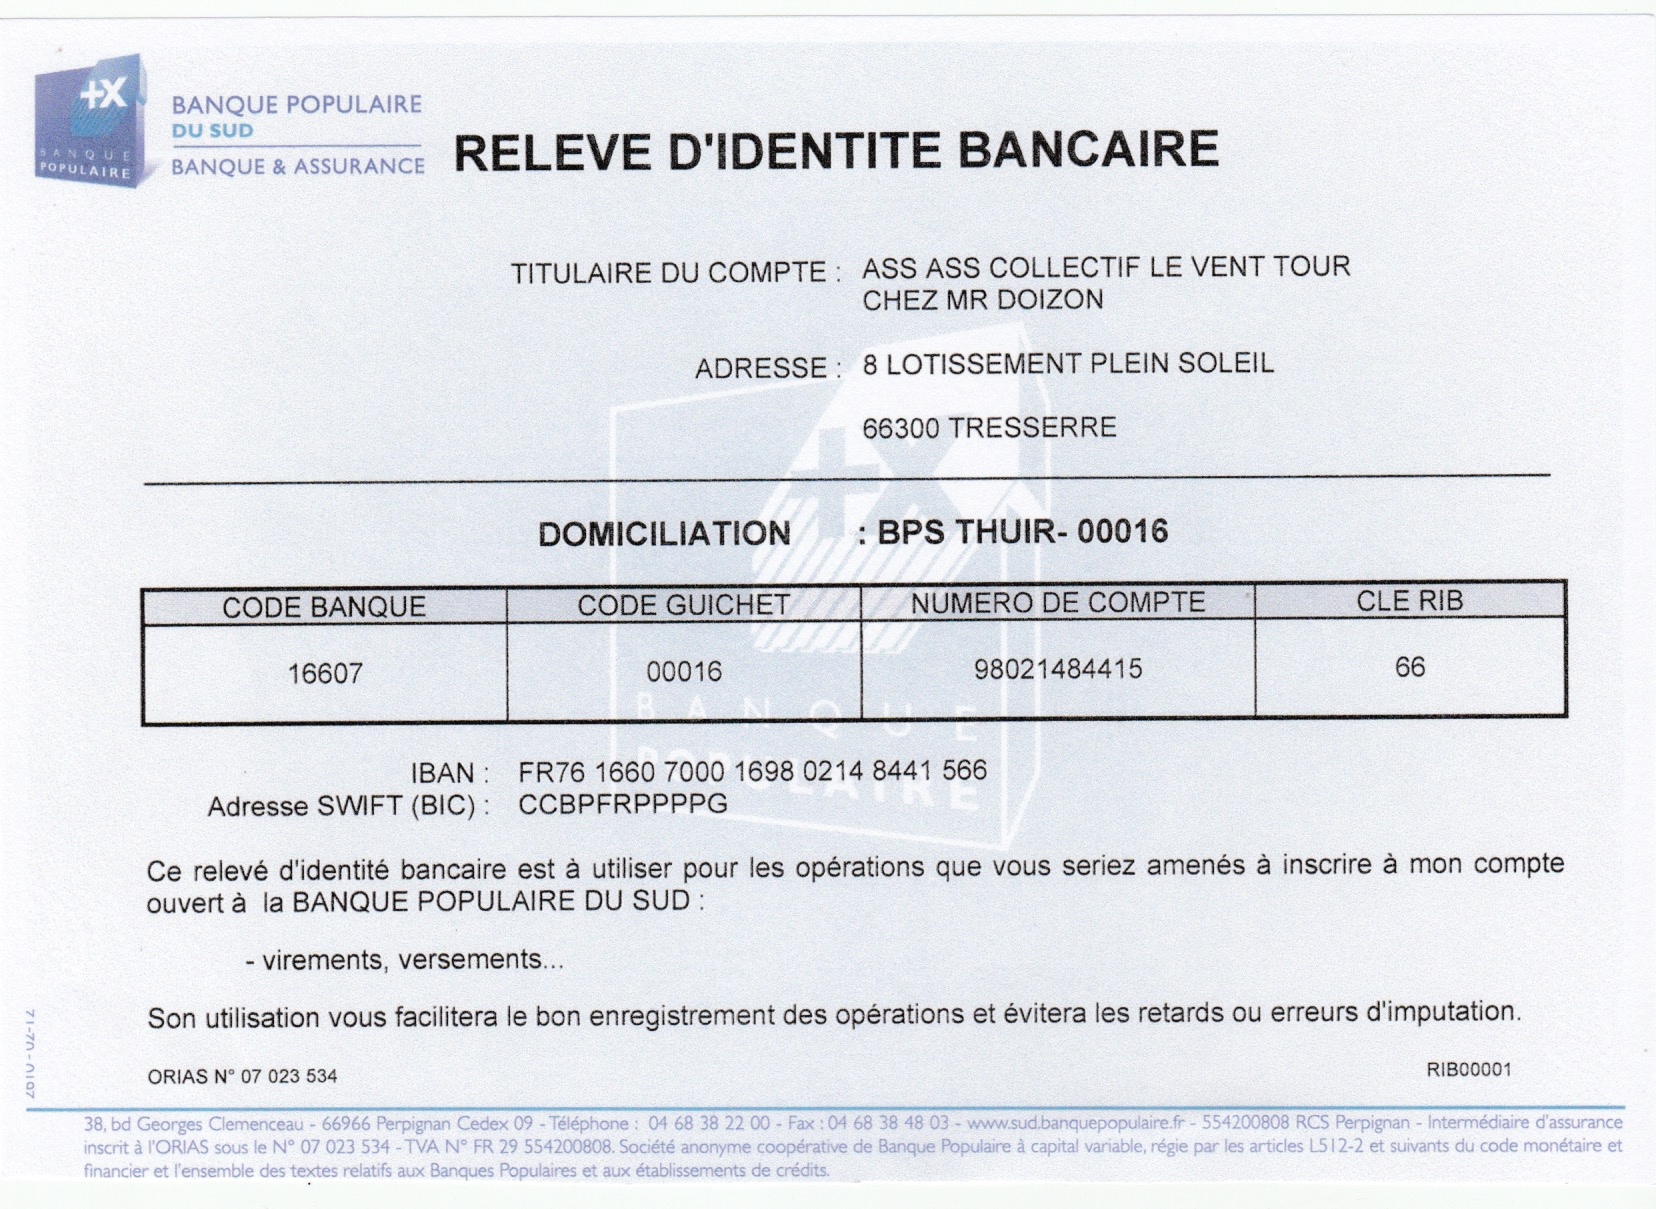 +X
BANQUE
POPULAIRE
BANQUE POPULAIRE
DU SUD
BANQUE & ASSURANCE
RELEVE D'IDENTITE BANCAIRE
TITULAIRE DU COMPTE : ASS ASS COLLECTIF LE VENT TOUR
CHEZ MR DOIZON
ADRESSE : 8 LOTISSEMENT PLEIN SOLEIL
66300 TRESSERRE
DOMICILIATION : BPS THUIR- 00016
CODE BANQUE CODE GUICHET NUMERO DE COMPTE CLE RIB
16607 00016 98021484415 66
BANQUE
POPULAIRE
IBAN : FR76 1660 7000 1698 0214 8441 566
Adresse SWIFT (BIC) : CCBPFRPPPPG
Ce relevé d'identité bancaire est à utiliser pour les opérations que vous seriez amenés à inscrire à mon compte
ouvert à la BANQUE POPULAIRE DU SUD :
- virements, versements...
Son utilisation vous facilitera le bon enregistrement des opérations et évitera les retards ou erreurs d'imputation.
ORIAS N° 07 023 534
RIB00001
38, bd Georges Clemenceau - 66966 Perpignan Cedex 09 - Téléphone : 04 68 38 22 00 - Fax : 04 68 38 48 03 - www.sud.banquepopulaire.fr - 554200808 RCS Perpignan - Intermédiaire d'assurance
inscrit à l'ORIAS sous le N° 07 023 534 - TVA N° FR 29 554200808. Société anonyme coopérative de Banque Populaire à capital variable, régie par les articles L512-2 et suivants du code monétaire et
financier et l'ensemble des textes relatifs aux Banques Populaires et aux établissements de crédits.